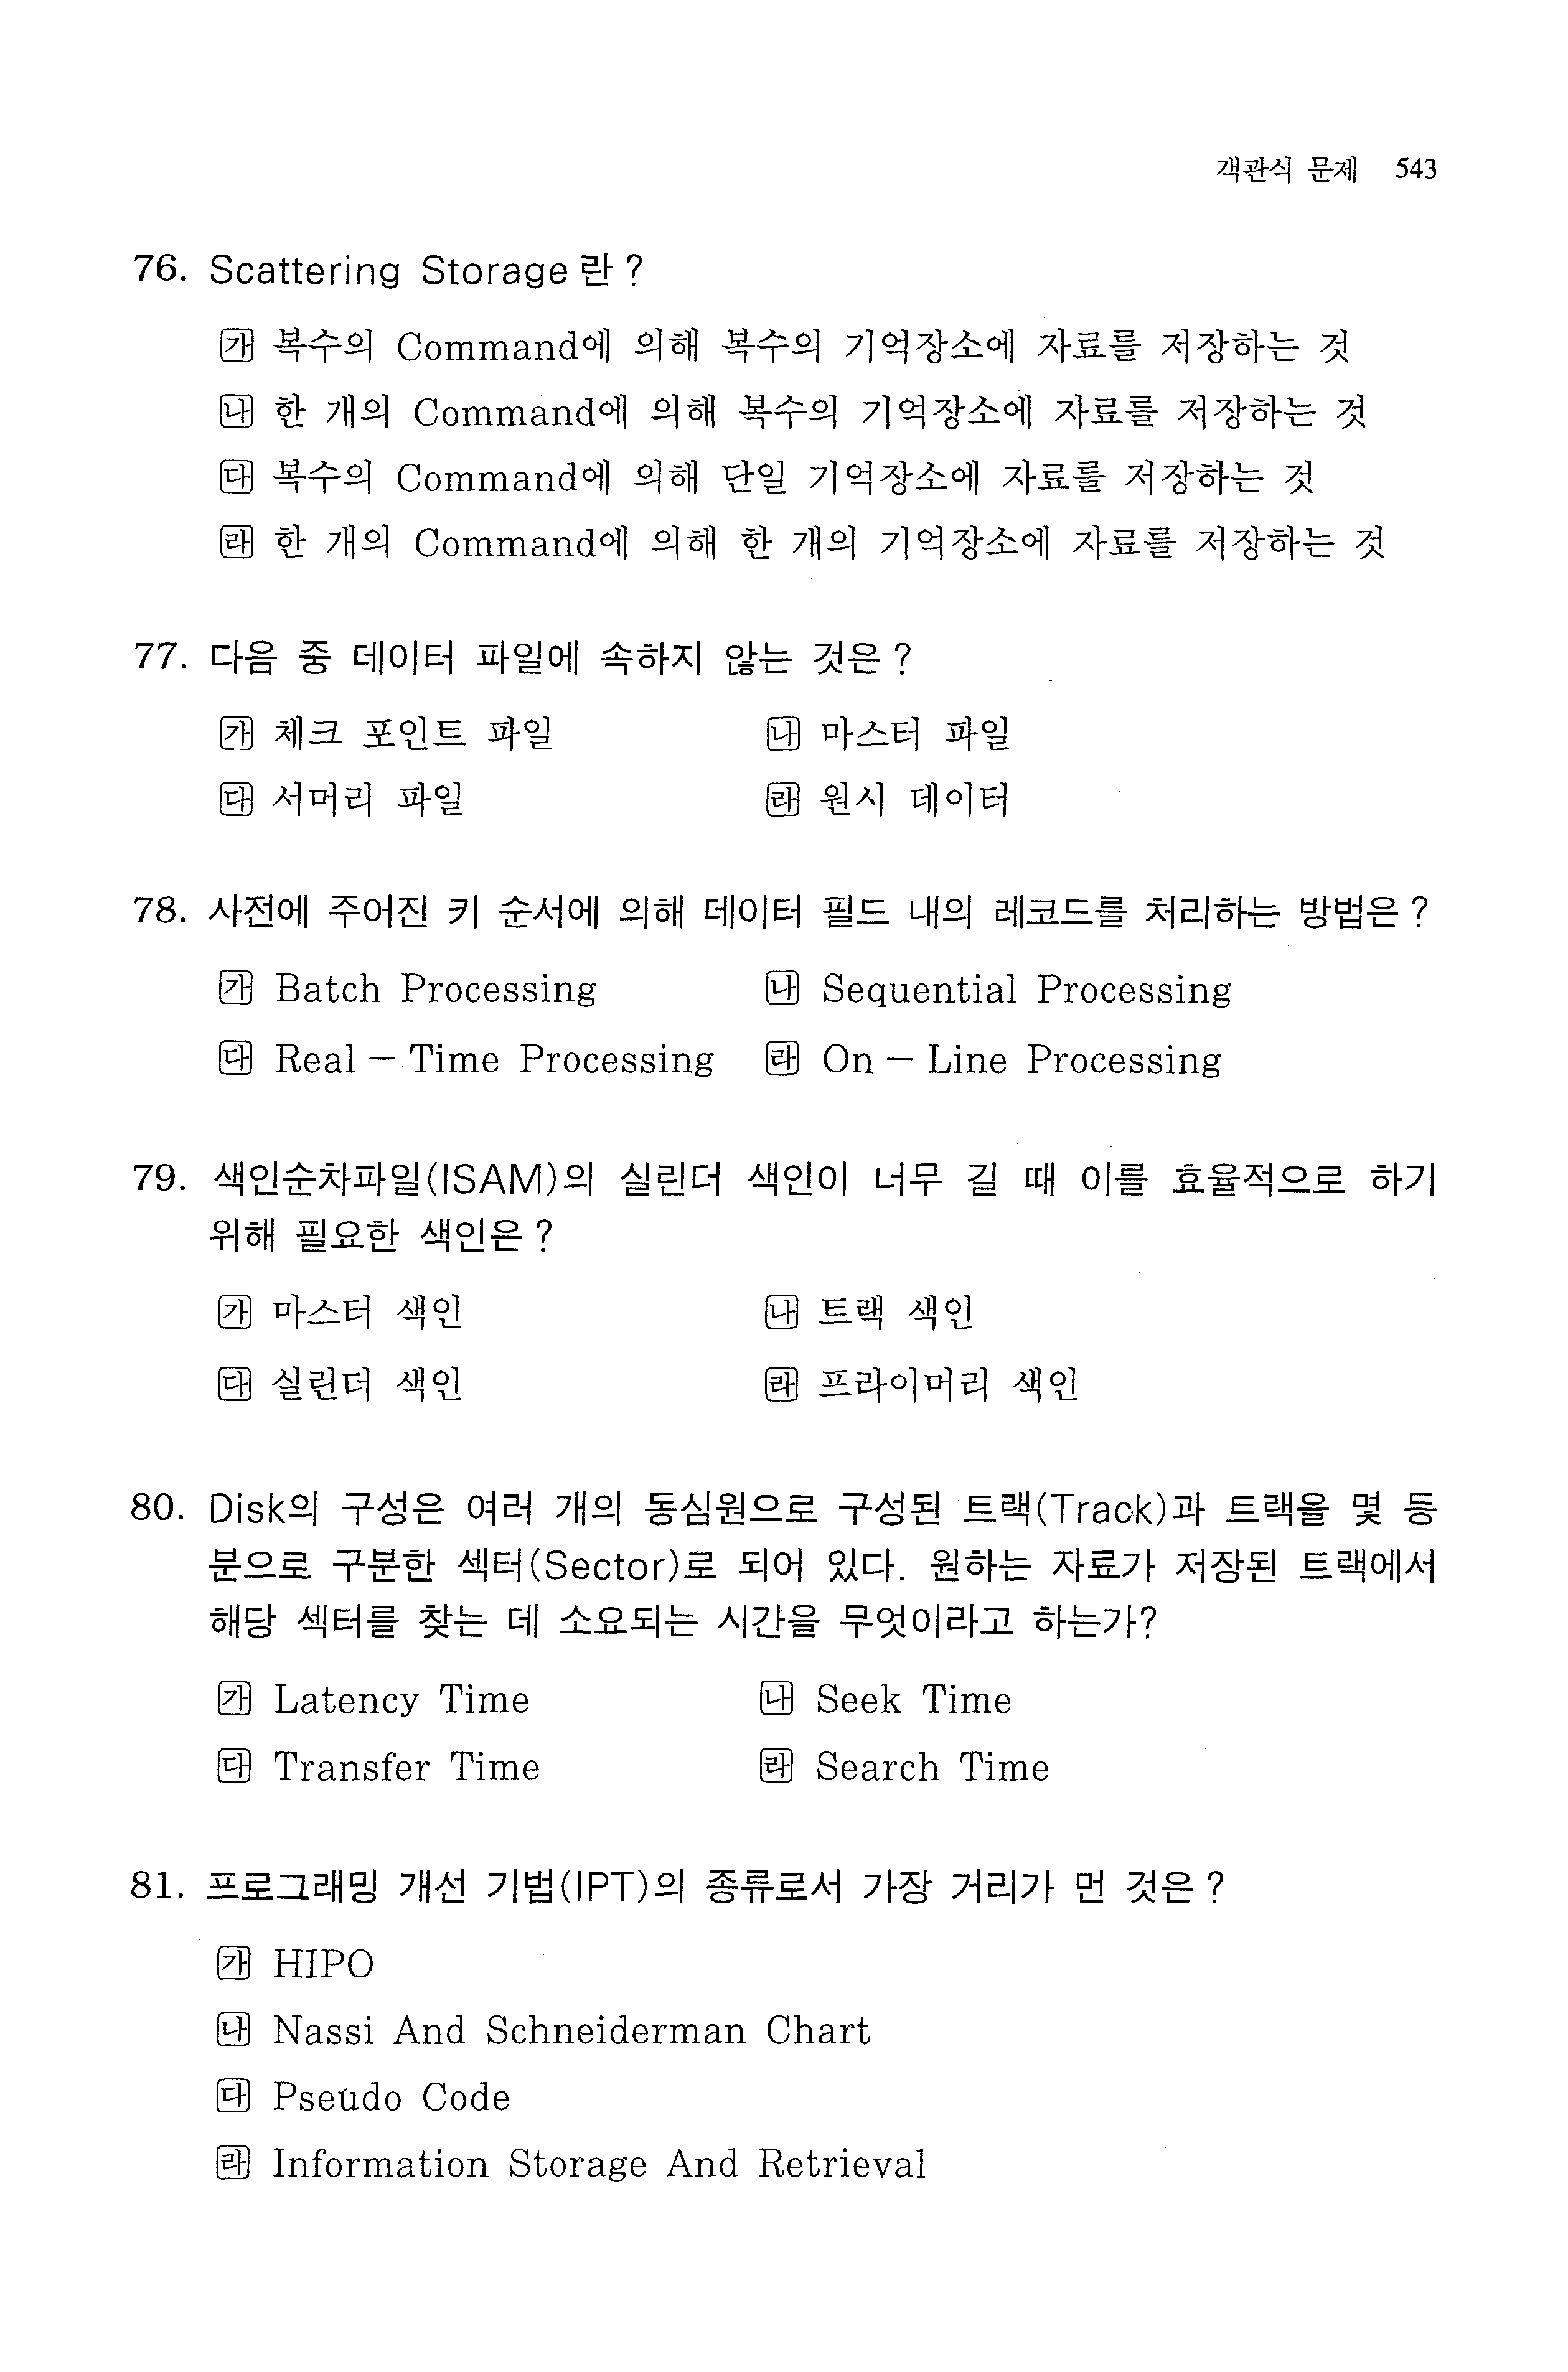 객관식 문제 543
76. Scattering Storage란?
㉮ 복수의 Command에 의해 복수의 기억장소에 자료를 저장하는 것
㉯ 한 개의 Command에 의해 복수의 기억장소에 자료를 저장하는 것
㉰ 복수의 Command에 의해 단일 기억장소에 자료를 저장하는 것
㉱ 한 개의 Command에 의해 한 개의 기억장소에 자료를 저장하는 것
77. 다음 중 데이터 파일에 속하지 않는 것은?
㉮ 체크 포인트 파일 ㉯ 마스터 파일
㉰ 서머리 파일 ㉱ 원시 데이터
78. 사전에 주어진 키 순서에 의해 데이터 필드 내의 레코드를 처리하는 방법은?
㉮ Batch Processing ㉯ Sequential Processing
㉰ Real - Time Processing ㉱ On - Line Processing
79. 색인순차파일(ISAM)의 실린더 색인이 너무 길 때 이를 효율적으로 하기
위해 필요한 색인은?
㉮ 마스터 색인 ㉯ 트랙 색인
㉰ 실린더 색인 ㉱ 프라이머리 색인
80. Disk의 구성은 여러 개의 동심원으로 구성된 트랙(Track)과 트랙을 몇 등
분으로 구분한 섹터(Sector)로 되어 있다. 원하는 자료가 저장된 트랙에서
해당 섹터를 찾는 데 소요되는 시간을 무엇이라고 하는가?
㉮ Latency Time ㉯ Seek Time
㉰ Transfer Time ㉱ Search Time
81. 프로그래밍 개선 기법(IPT)의 종류로서 가장 거리가 먼 것은?
㉮ HIPO
㉯ Nassi And Schneiderman Chart
㉰ Pseudo Code
㉱ Information Storage And Retrieval